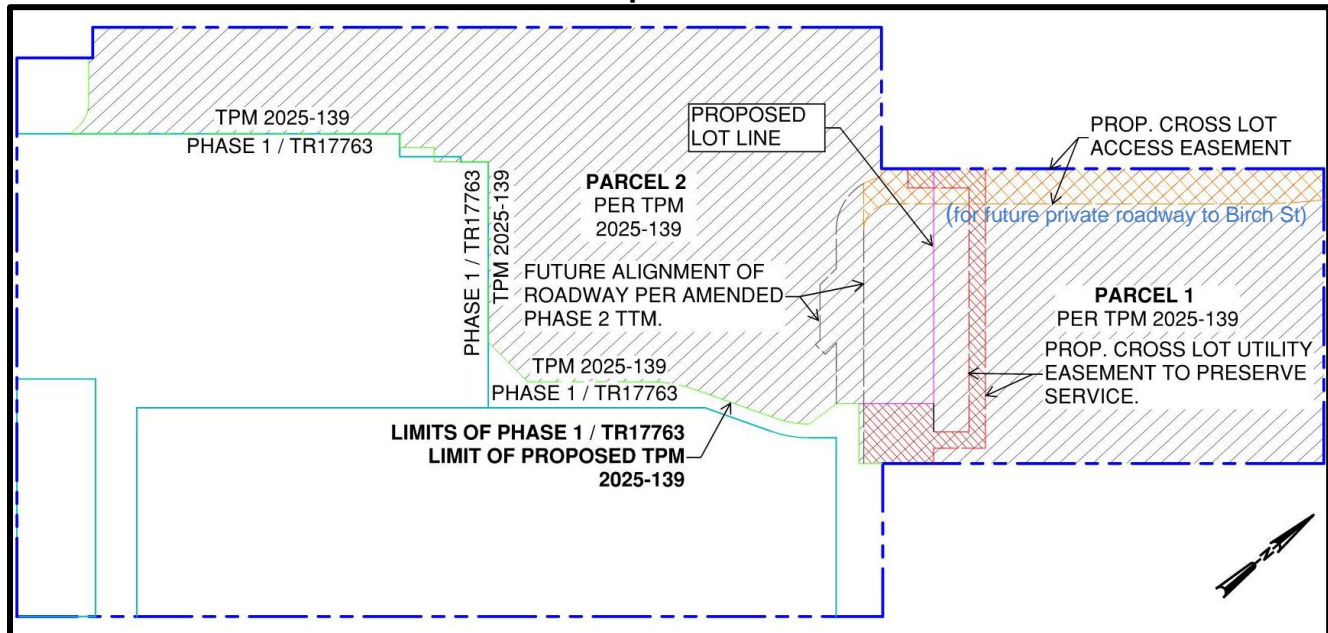 TPM 2025-139
PHASE 1 / TR17763
PROPOSED
LOT LINE
PROP. CROSS LOT
ACCESS EASEMENT
PHASE 1 / TR17763
TPM 2025-139
PARCEL 2
PER TPM
2025-139
(for future private roadway to Birch St)
FUTURE ALIGNMENT OF
ROADWAY PER AMENDED
PHASE 2 TTM.
PARCEL 1
PER TPM 2025-139
PROP. CROSS LOT UTILITY
EASEMENT TO PRESERVE
SERVICE.
TPM 2025-139
PHASE 1 / TR17763
LIMITS OF PHASE 1 / TR17763
LIMIT OF PROPOSED TPM
2025-139
N